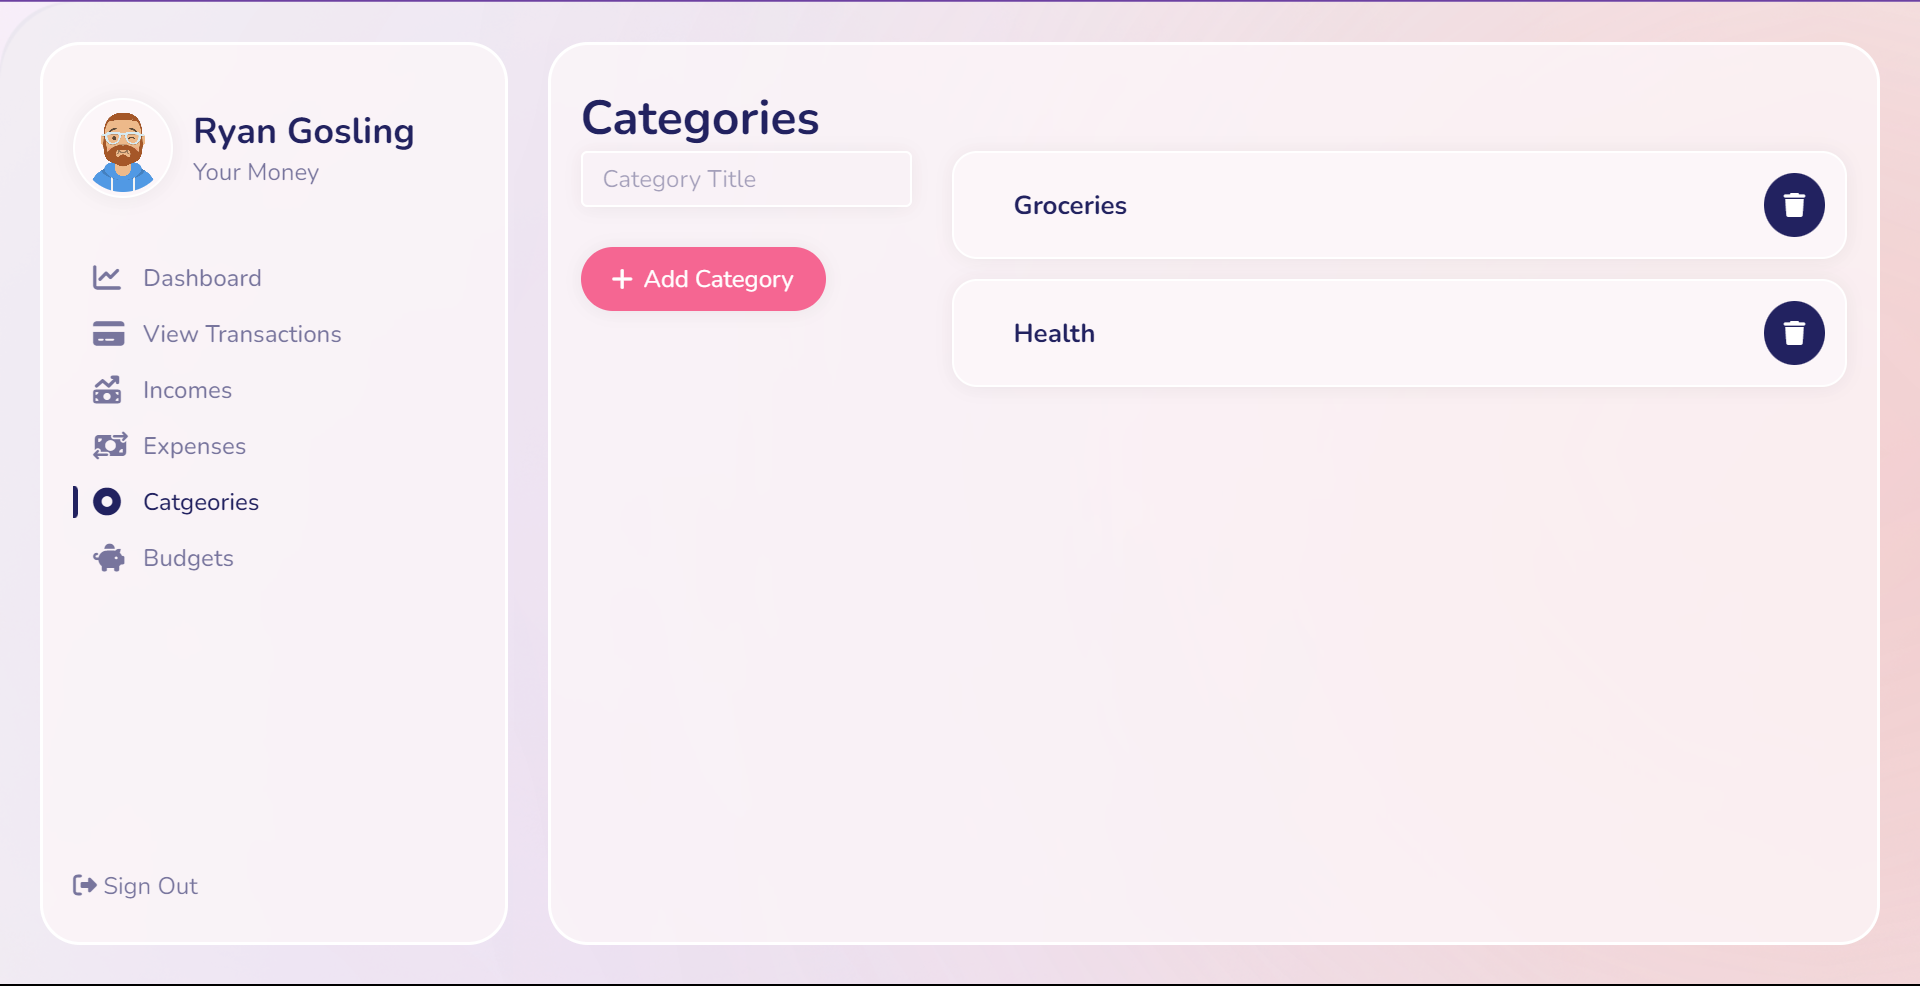 Ryan Gosling
Your Money
Dashboard
View Transactions
Incomes
Expenses
Catgeories
Budgets
Sign Out
Categories
Category Title
Add Category
Groceries
Health